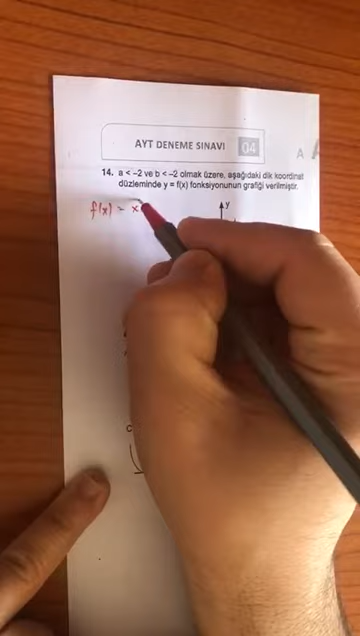 AYT DENEME SINAVI 04
A
14. a < -2 ve b < -2 olmak üzere, aşağıdaki dik koordinat
düzleminde y = f(x) fonksiyonunun grafiği verilmiştir.
f(x) = x
y